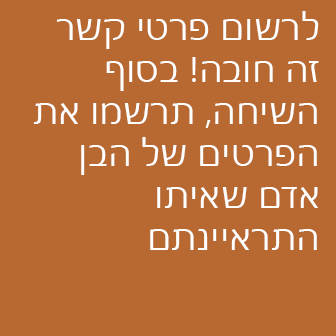 לרשום פרטי קשר
זה חובה! בסוף
השיחה, תרשמו את
הפרטים של הבן
אדם שאיתו
התראיינתם